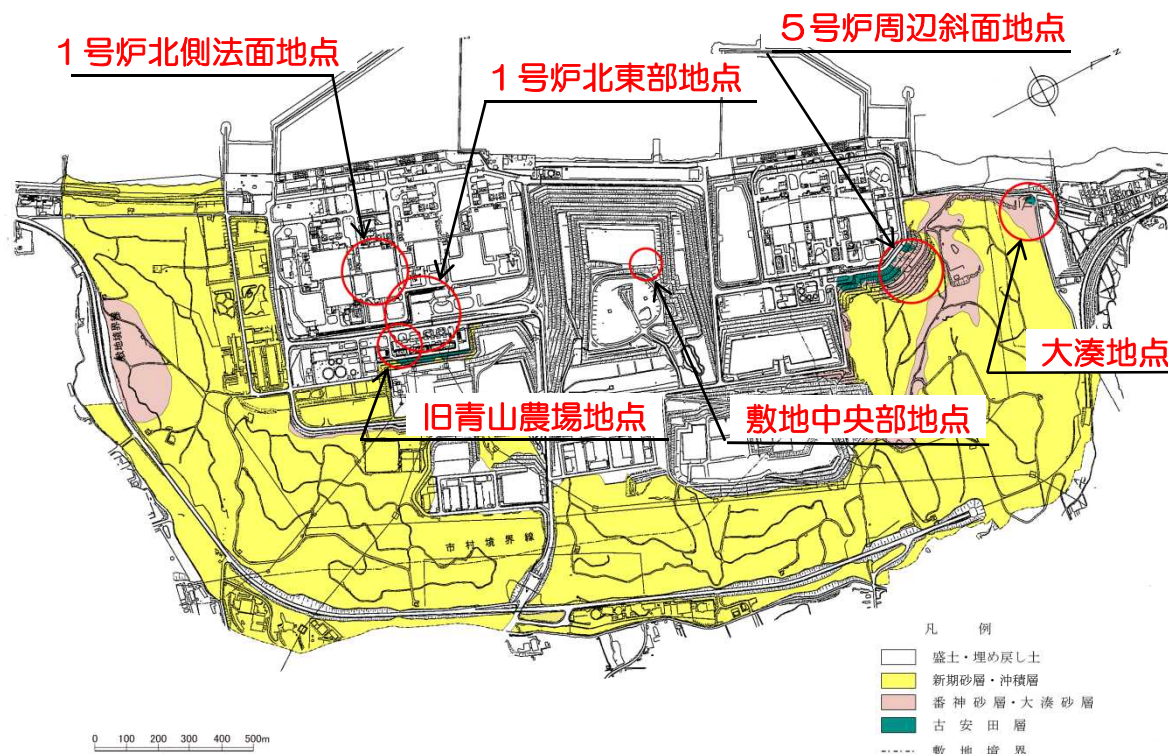 5号炉周辺斜面地点
1号炉北側法面地点
1号炉北東部地点
N
大湊地点
敷地境界線
旧青山農場地点
敷地中央部地点
市村境界線
凡 例
盛土・埋め戻し土
新期砂層・沖積層
番神砂層・大湊砂層
古安田層
敷地境界
0 100 200 300 400 500m